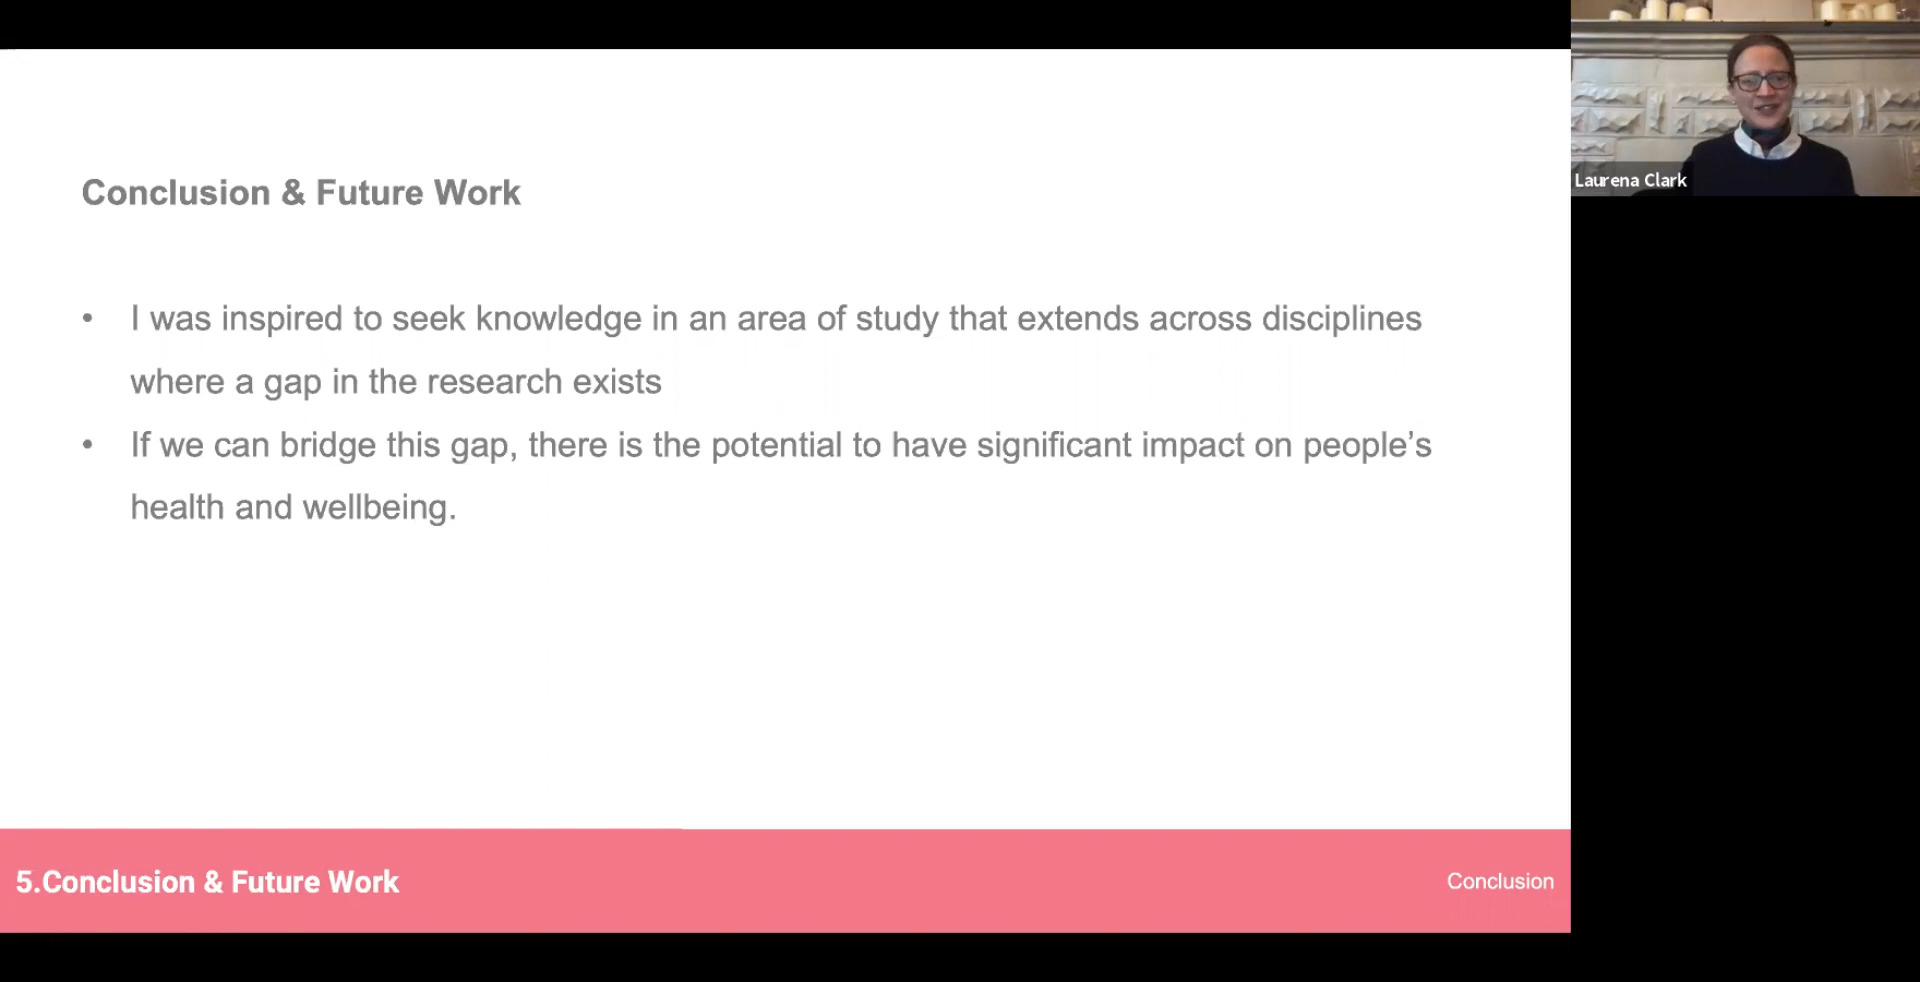 Conclusion & Future Work
• I was inspired to seek knowledge in an area of study that extends across disciplines
where a gap in the research exists
• If we can bridge this gap, there is the potential to have significant impact on people’s
health and wellbeing.
5.Conclusion & Future Work
Conclusion
Laurena Clark